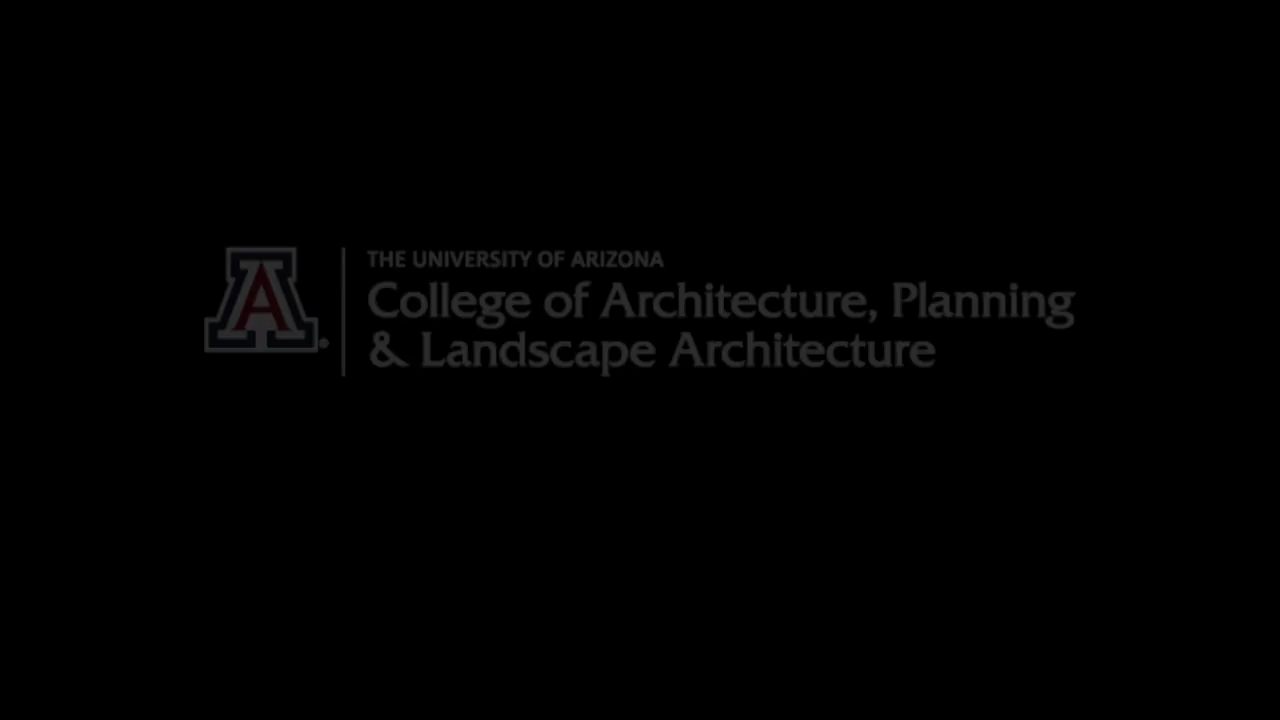 A
THE UNIVERSITY OF ARIZONA
College of Architecture, Planning
& Landscape Architecture